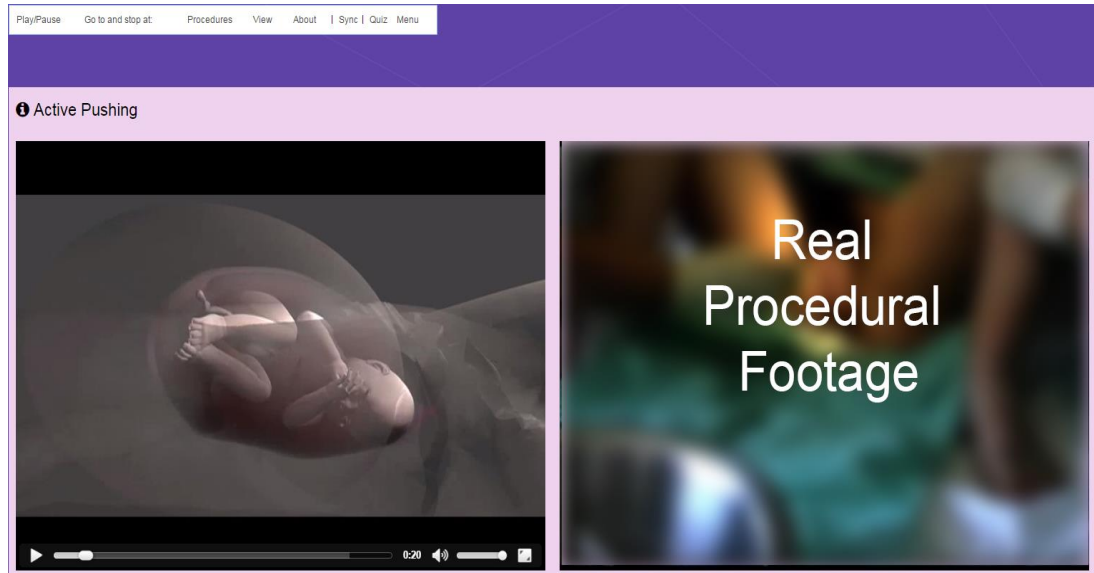 Play/Pause Go to and stop at: Procedures View About | Sync | Quiz Menu
Active Pushing
Real
Procedural
Footage
0:20